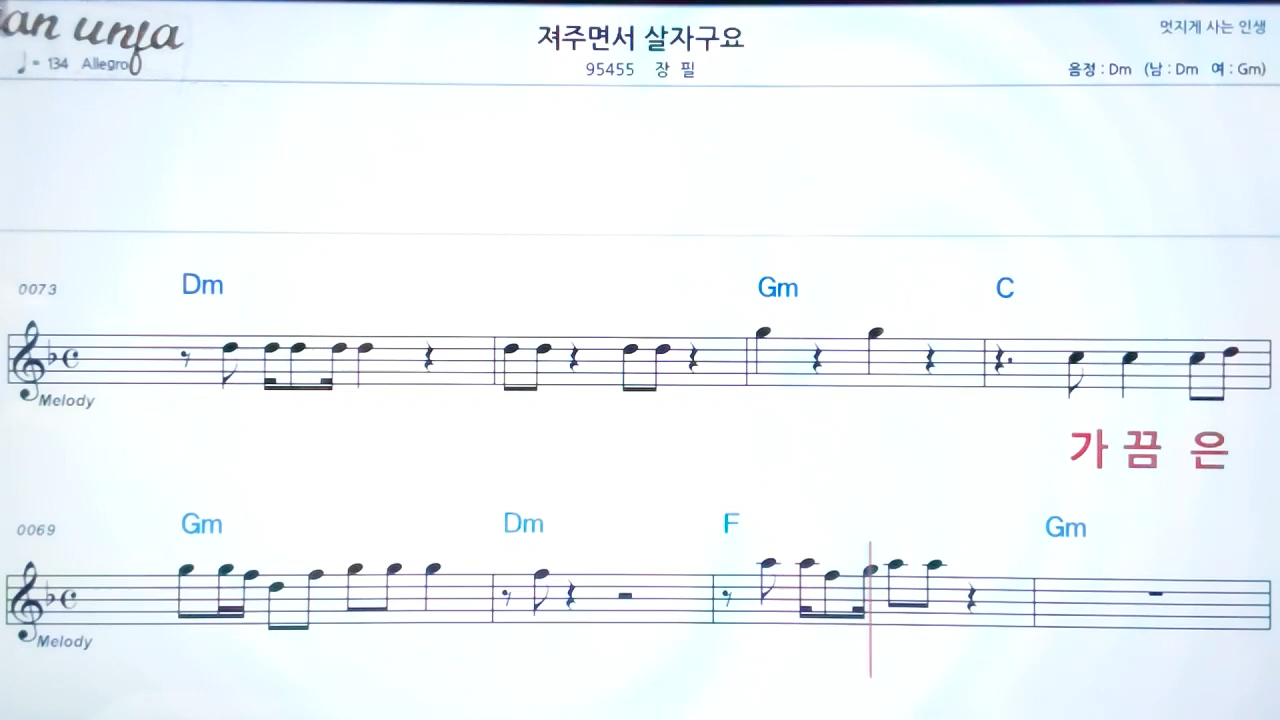 져주면서 살자구요
멋지게 사는 인생
♩= 134 Allegro
95455 장 필
음정 : Dm (남 : Dm 여 : Gm)
0073
Dm Gm C
Melody
가 끔 은
0069
Gm Dm F Gm
Melody